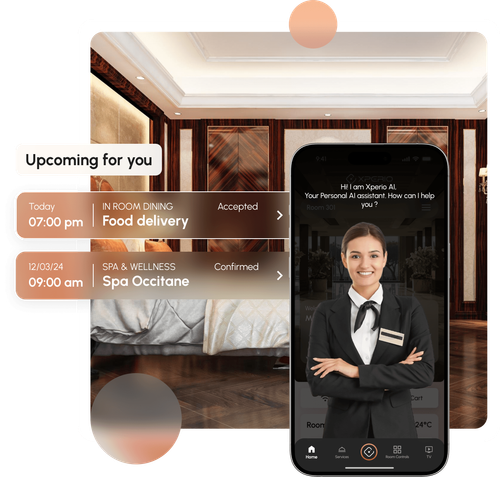 Upcoming for you
Today
07:00 pm
IN ROOM DINING
Food delivery
Accepted
12/03/24
09:00 am
SPA & WELLNESS
Spa Occitane
Confirmed
Hi! I am Xperio AI,
Your Personal AI assistant. How can I help
you ?
Cart
24°C
Home
Services
Room Controls
TV